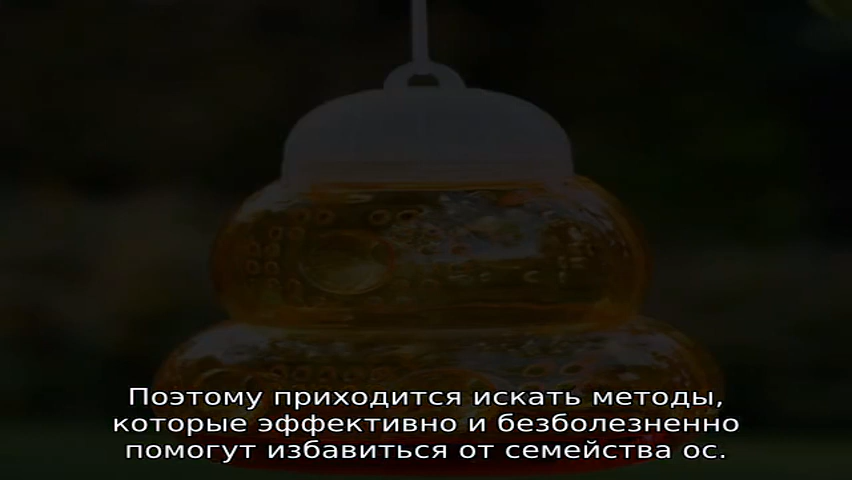 Поэтому приходится искать методы,
которые эффективно и безболезненно
помогут избавиться от семейства ос.